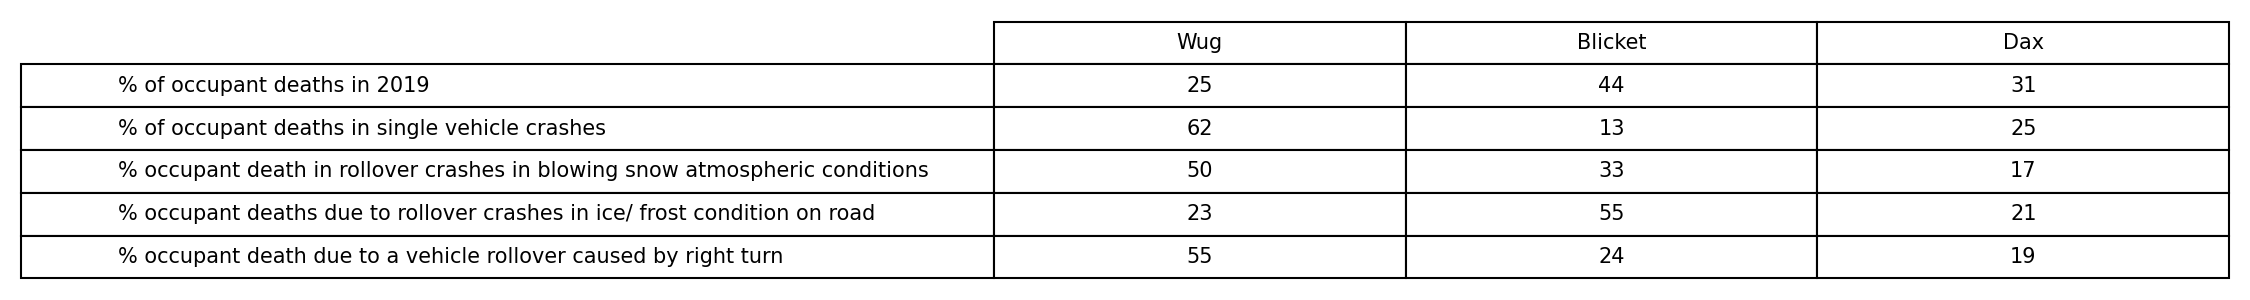 Wug Blicket Dax
% of occupant deaths in 2019 25 44 31
% of occupant deaths in single vehicle crashes 62 13 25
% occupant death in rollover crashes in blowing snow atmospheric conditions 50 33 17
% occupant deaths due to rollover crashes in ice/ frost condition on road 23 55 21
% occupant death due to a vehicle rollover caused by right turn 55 24 19